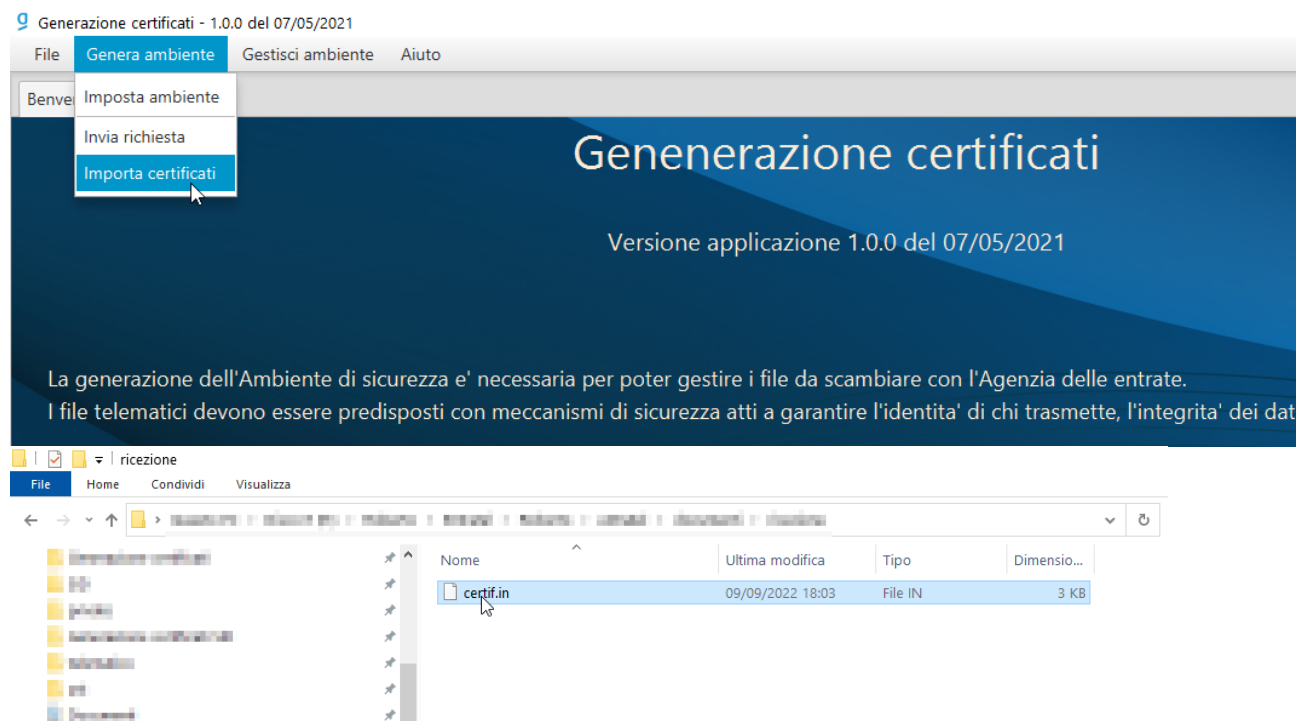 Generazione certificati - 1.0.0 del 07/05/2021
File Genera ambiente Gestisci ambiente Aiuto
Imposta ambiente
Invia richiesta
Importa certificati
Genenerazione certificati
Versione applicazione 1.0.0 del 07/05/2021
La generazione dell'Ambiente di sicurezza e' necessaria per poter gestire i file da scambiare con l'Agenzia delle entrate.
I file telematici devono essere predisposti con meccanismi di sicurezza atti a garantire l'identita' di chi trasmette, l'integrita' dei dat
ricezione
File Home Condividi Visualizza
Nome Ultima modifica Tipo Dimensio...
certif.in 09/09/2022 18:03 File IN 3 KB